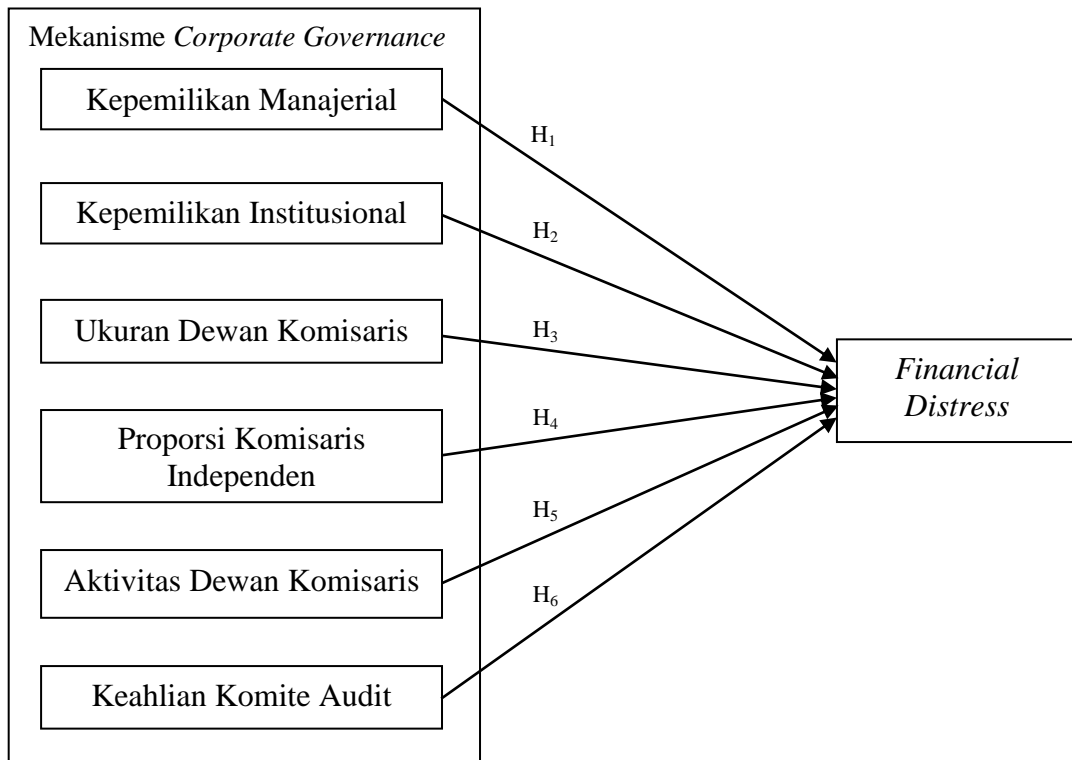 Mekanisme Corporate Governance
Kepemilikan Manajerial
H₁
Kepemilikan Institusional
H₂
Ukuran Dewan Komisaris
H₃
Financial
Distress
Proporsi Komisaris
Independen
H₄
Aktivitas Dewan Komisaris
H₅
Keahlian Komite Audit
H₆